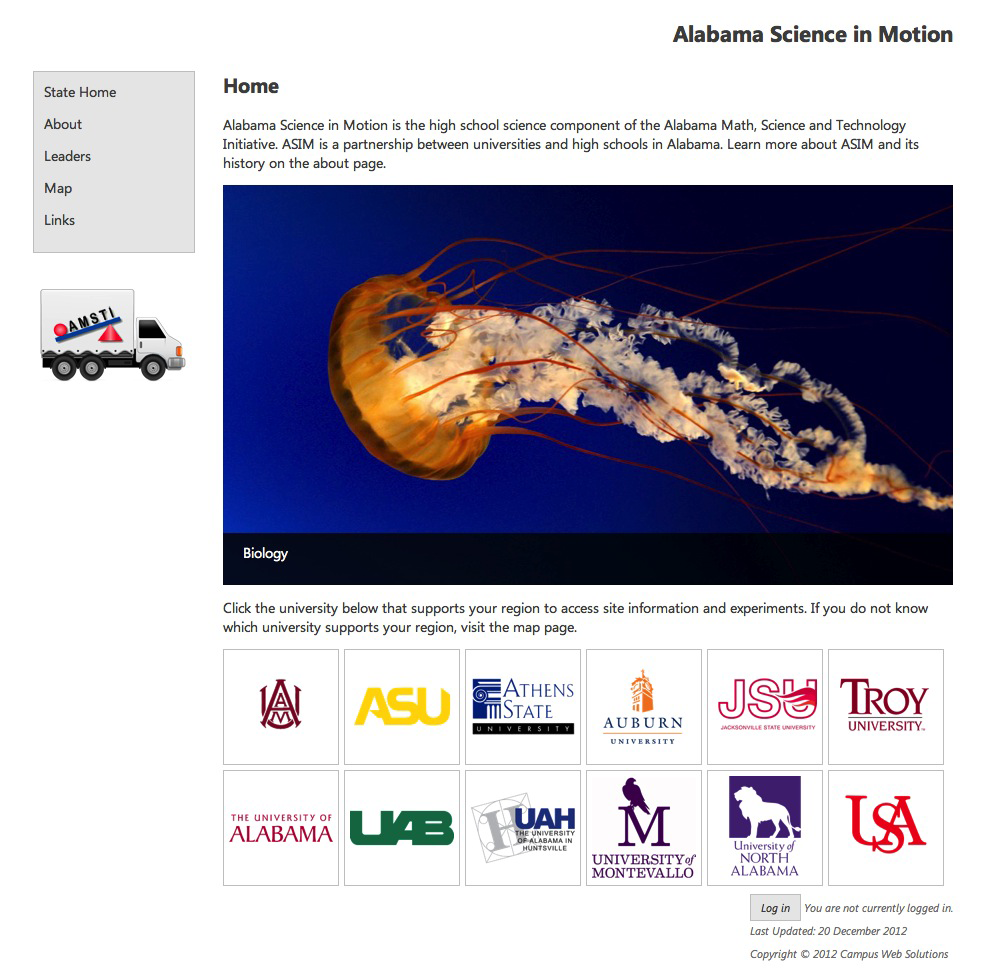 Alabama Science in Motion
State Home
About
Leaders
Map
Links
AMSTI
Home
Alabama Science in Motion is the high school science component of the Alabama Math, Science and Technology
Initiative. ASIM is a partnership between universities and high schools in Alabama. Learn more about ASIM and its
history on the about page.
Biology
Click the university below that supports your region to access site information and experiments. If you do not know
which university supports your region, visit the map page.
AAM
ASU
ATHENS
STATE
UNIVERSITY
AUBURN
UNIVERSITY
JSU
JACKSONVILLE STATE UNIVERSITY
TROY
UNIVERSITY
THE UNIVERSITY OF
ALABAMA
UAB
UAH
THE UNIVERSITY
OF ALABAMA IN
HUNTSVILLE
M
UNIVERSITY of
MONTEVALLO
University of
NORTH
ALABAMA
USA
Log in You are not currently logged in.
Last Updated: 20 December 2012
Copyright © 2012 Campus Web Solutions